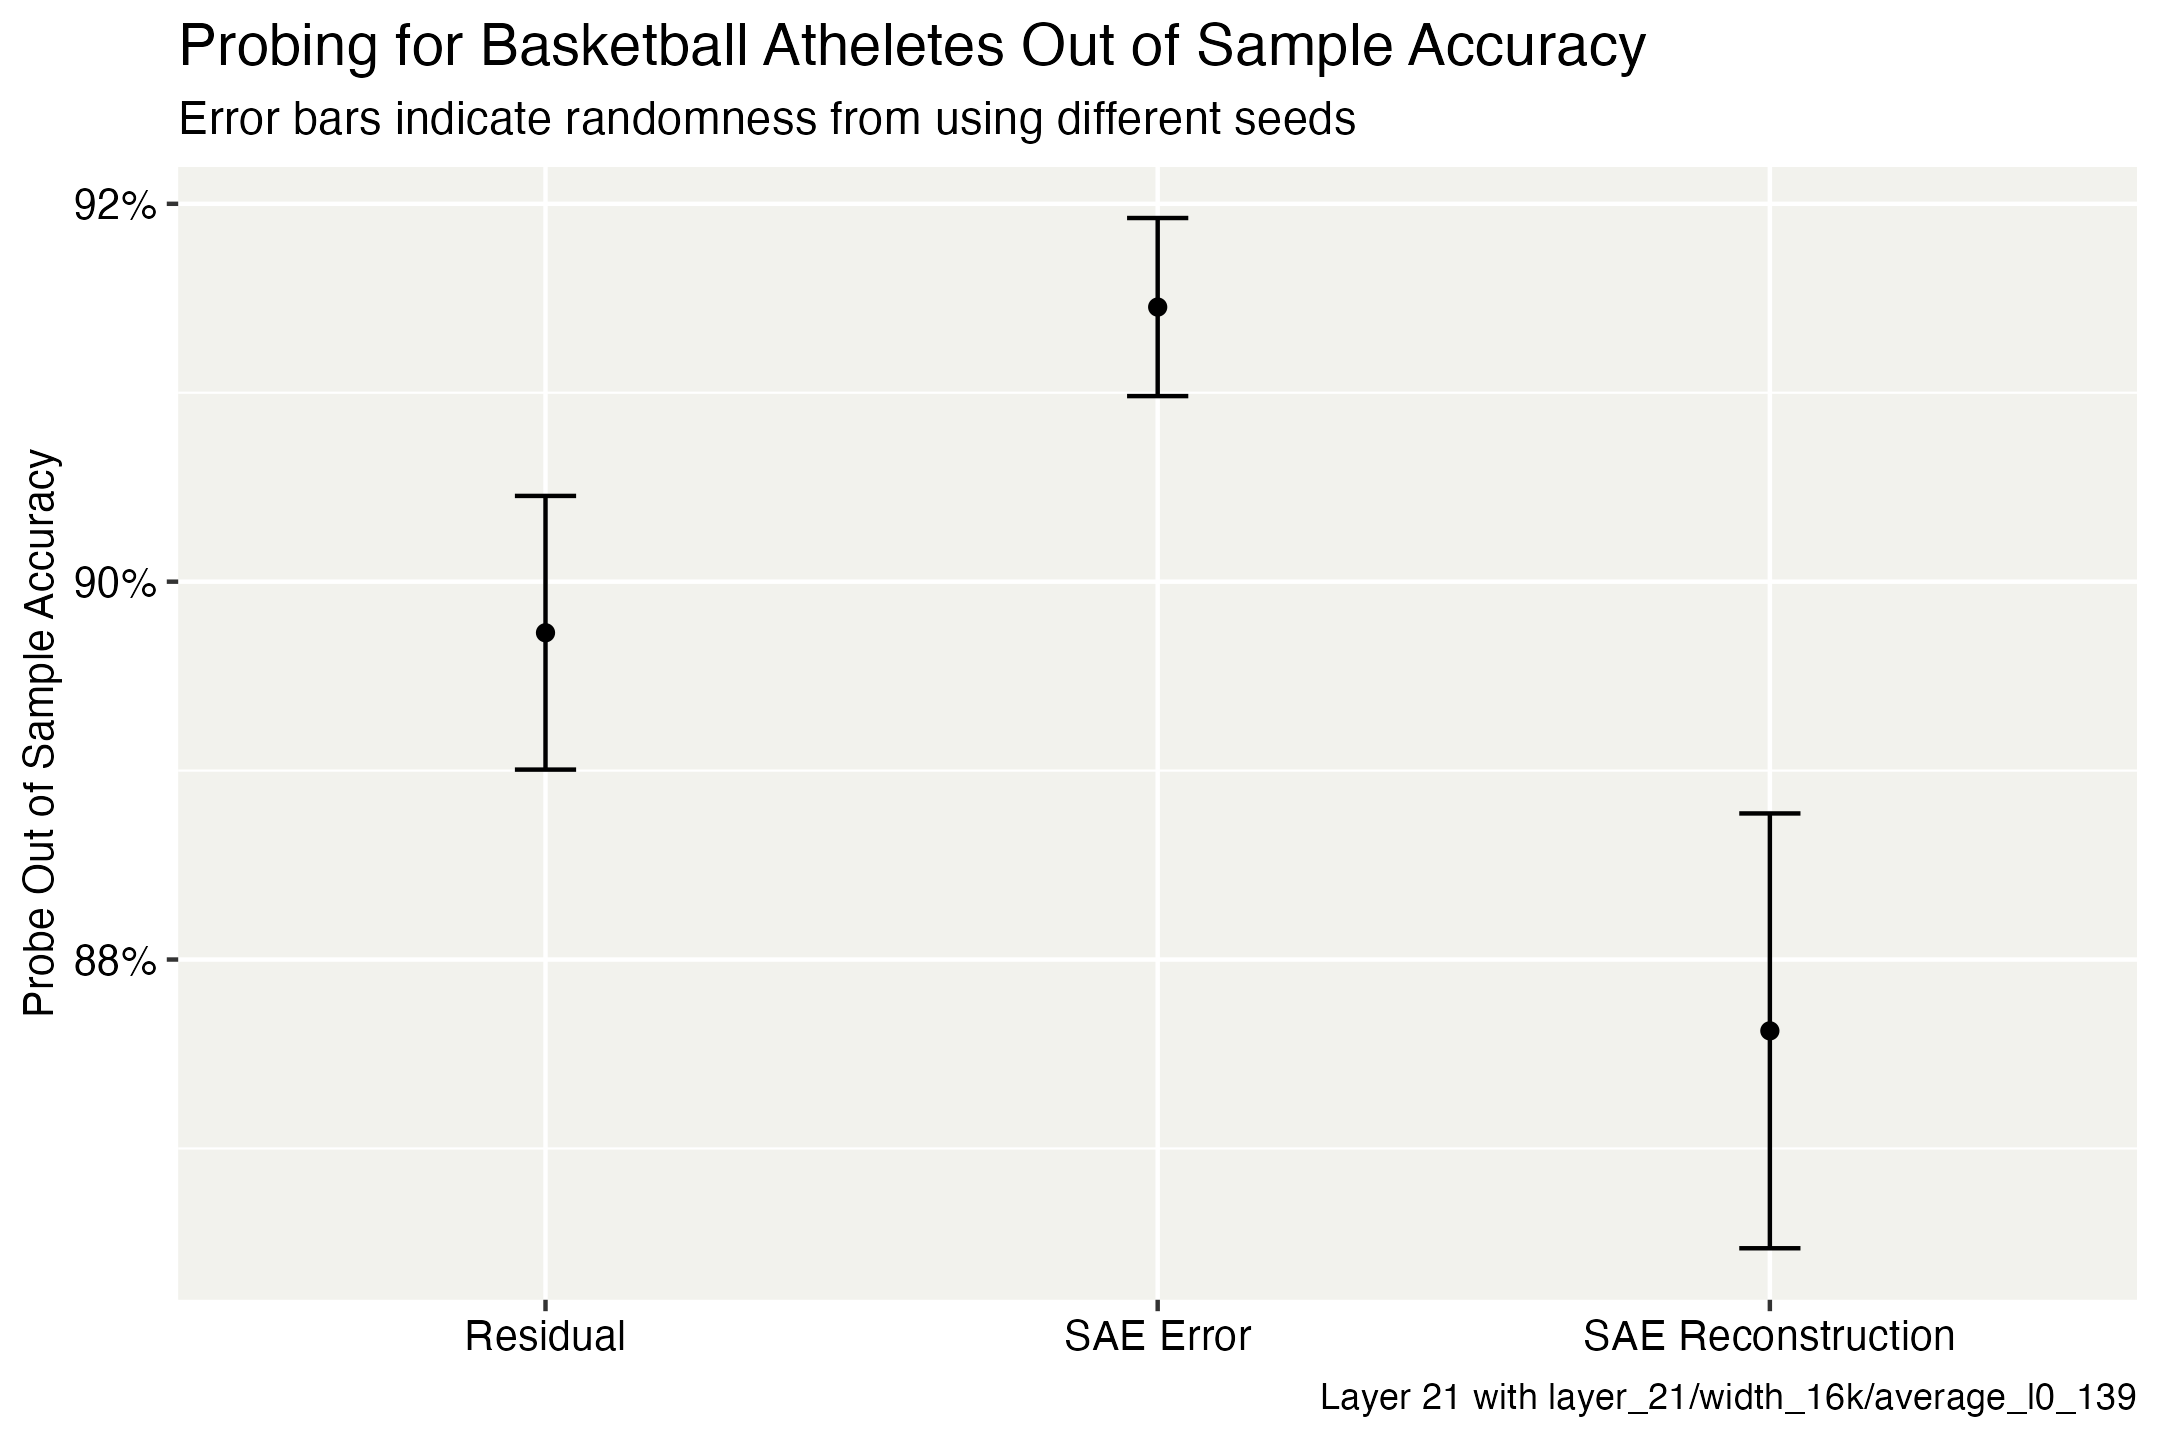 Probing for Basketball Atheletes Out of Sample Accuracy
Error bars indicate randomness from using different seeds
Probe Out of Sample Accuracy
92%
90%
88%
Residual
SAE Error
SAE Reconstruction
Layer 21 with layer_21/width_16k/average_l0_139